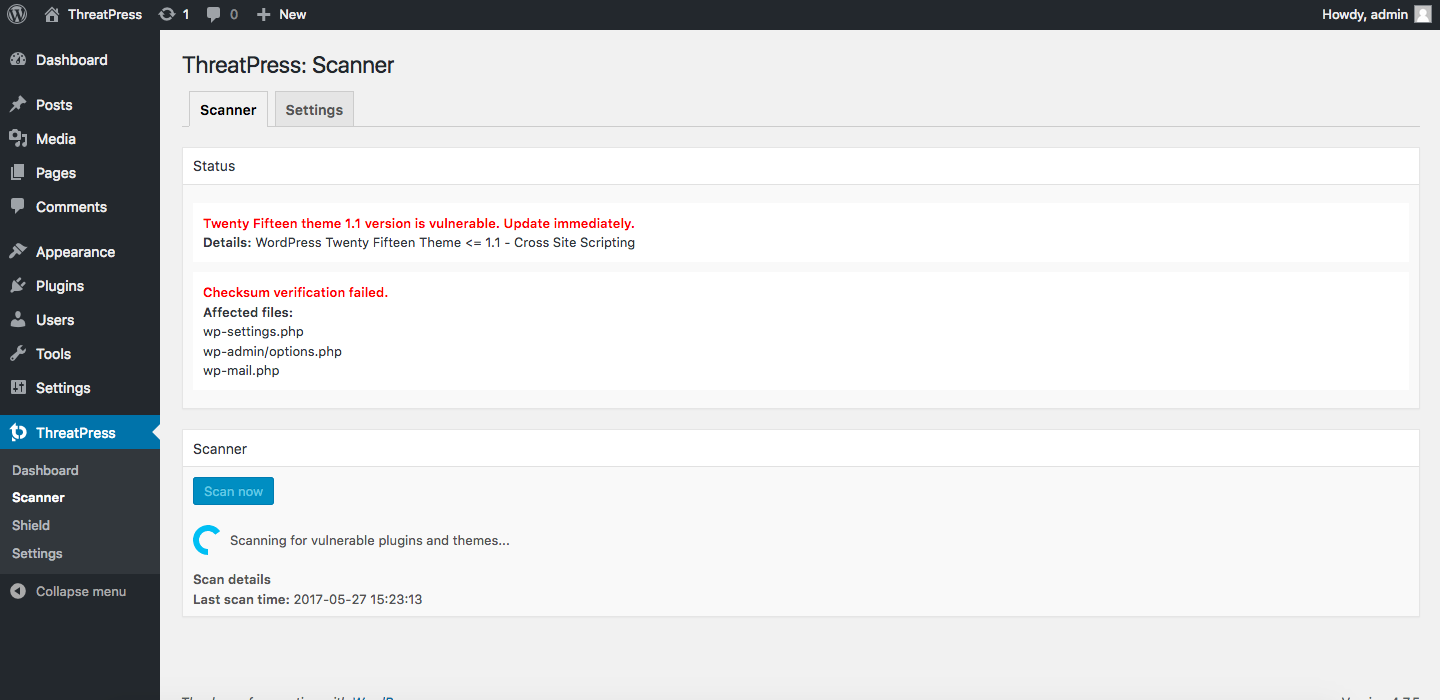 ThreatPress 1 0 New Howdy, admin
Dashboard
Posts
Media
Pages
Comments
Appearance
Plugins
Users
Tools
Settings
ThreatPress
Dashboard
Scanner
Shield
Settings
Collapse menu
ThreatPress: Scanner
Scanner Settings
Status
Twenty Fifteen theme 1.1 version is vulnerable. Update immediately.
Details: WordPress Twenty Fifteen Theme <= 1.1 - Cross Site Scripting
Checksum verification failed.
Affected files:
wp-settings.php
wp-admin/options.php
wp-mail.php
Scanner
Scan now
Scanning for vulnerable plugins and themes...
Scan details
Last scan time: 2017-05-27 15:23:13